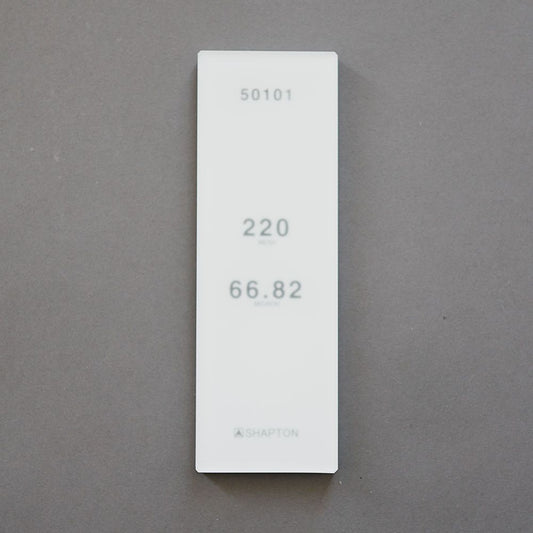 50101
220
MESH
66.82
MICRON
SHAPTON